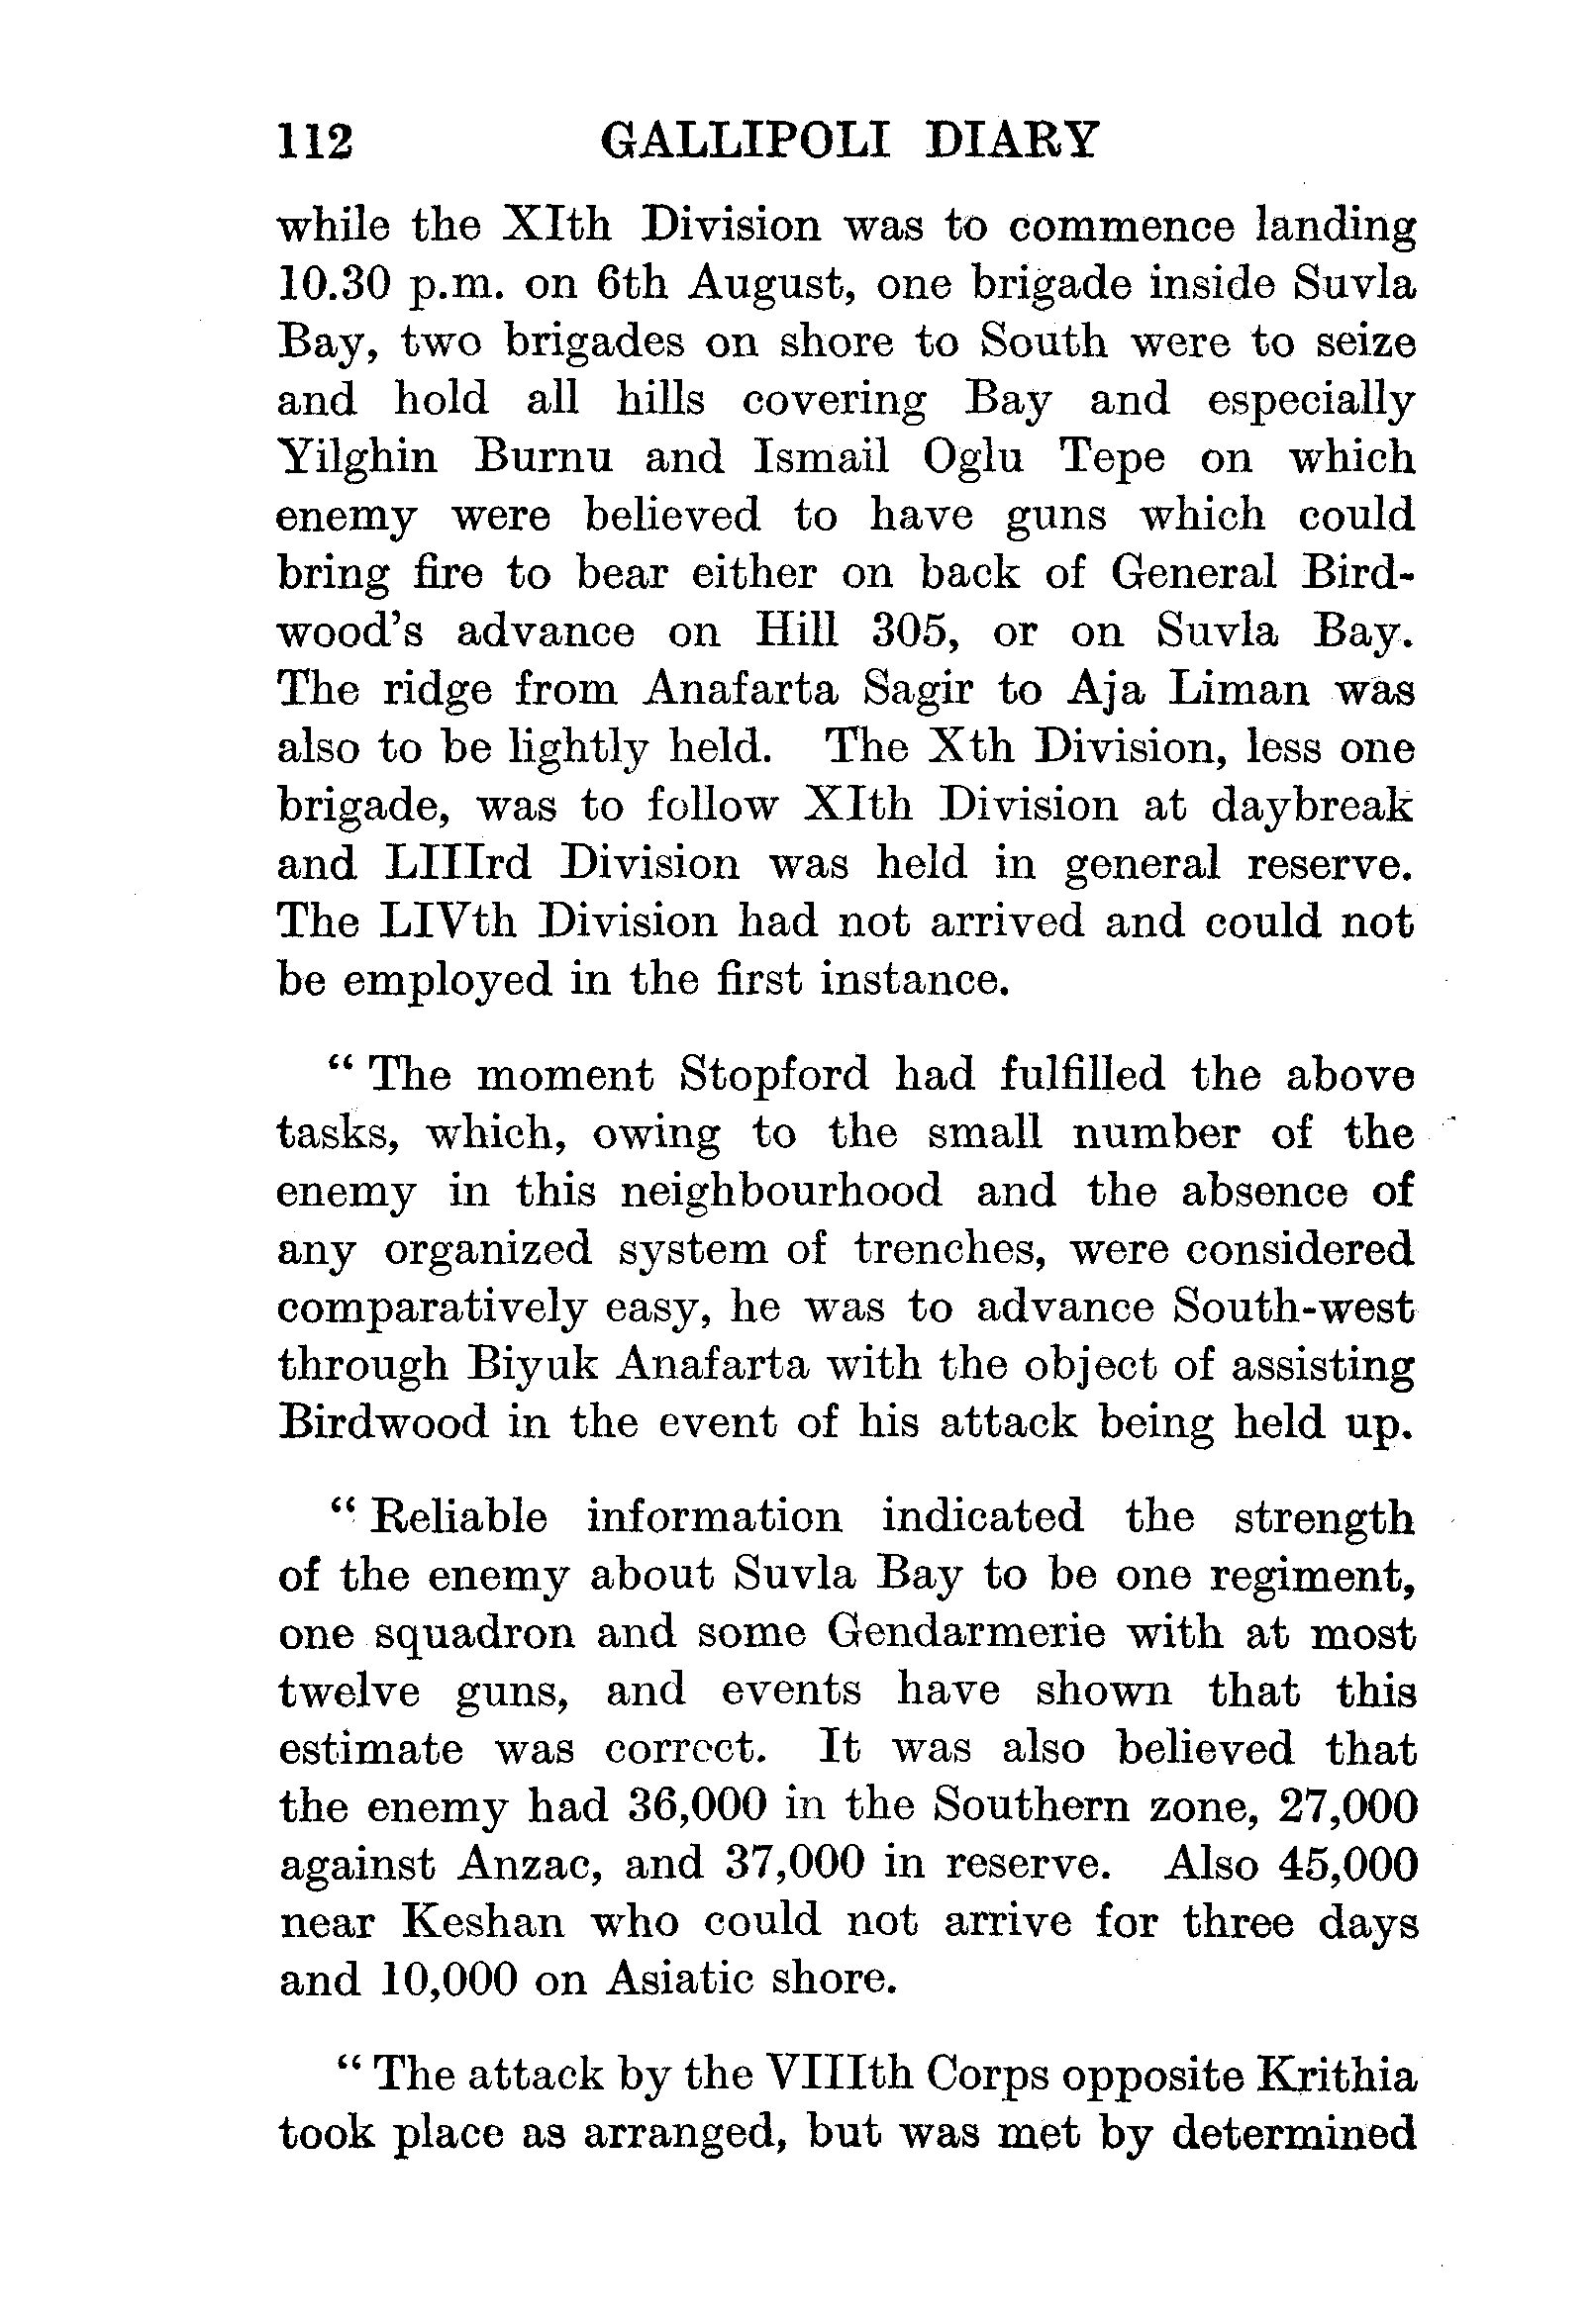 112 GALLIPOLI DIARY
while the XIth Division was to commence landing
10.30 p.m. on 6th August, one brigade inside Suvla
Bay, two brigades on shore to South were to seize
and hold all hills covering Bay and especially
Yilghin Burnu and Ismail Oglu Tepe on which
enemy were believed to have guns which could
bring fire to bear either on back of General Bird-
wood's advance on Hill 305, or on Suvla Bay.
The ridge from Anafarta Sagir to Aja Liman was
also to be lightly held. The Xth Division, less one
brigade, was to follow XIth Division at daybreak
and LIIIrd Division was held in general reserve.
The LIVth Division had not arrived and could not
be employed in the first instance.
“ The moment Stopford had fulfilled the above
tasks, which, owing to the small number of the
enemy in this neighbourhood and the absence of
any organized system of trenches, were considered
comparatively easy, he was to advance South-west
through Biyuk Anafarta with the object of assisting
Birdwood in the event of his attack being held up.
“ Reliable information indicated the strength
of the enemy about Suvla Bay to be one regiment,
one squadron and some Gendarmerie with at most
twelve guns, and events have shown that this
estimate was correct. It was also believed that
the enemy had 36,000 in the Southern zone, 27,000
against Anzac, and 37,000 in reserve. Also 45,000
near Keshan who could not arrive for three days
and 10,000 on Asiatic shore.
“ The attack by the VIIIth Corps opposite Krithia
took place as arranged, but was met by determined